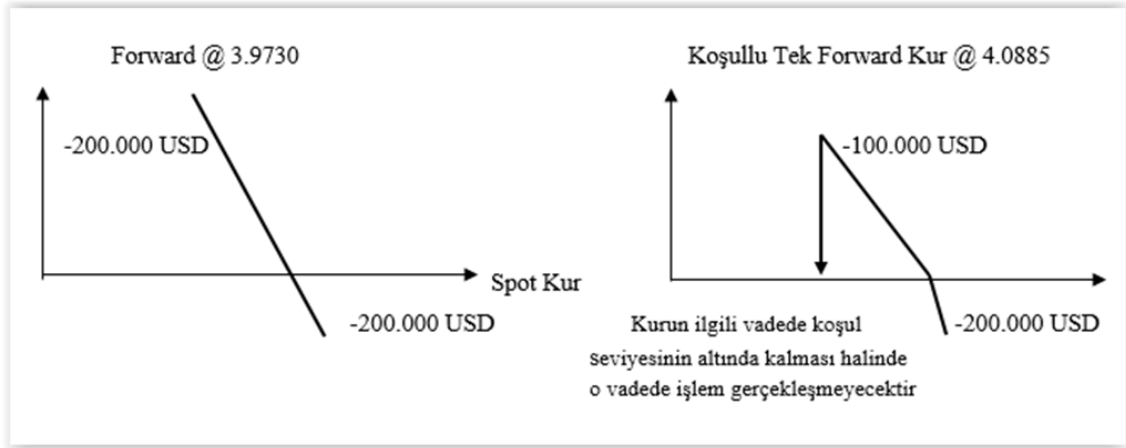 Forward @ 3.9730
-200.000 USD
Spot Kur
-200.000 USD
Koşullu Tek Forward Kur @ 4.0885
-100.000 USD
-200.000 USD
Kurun ilgili vadede koşul
seviyesinin altında kalması halinde
o vadede işlem gerçekleşmeyecektir